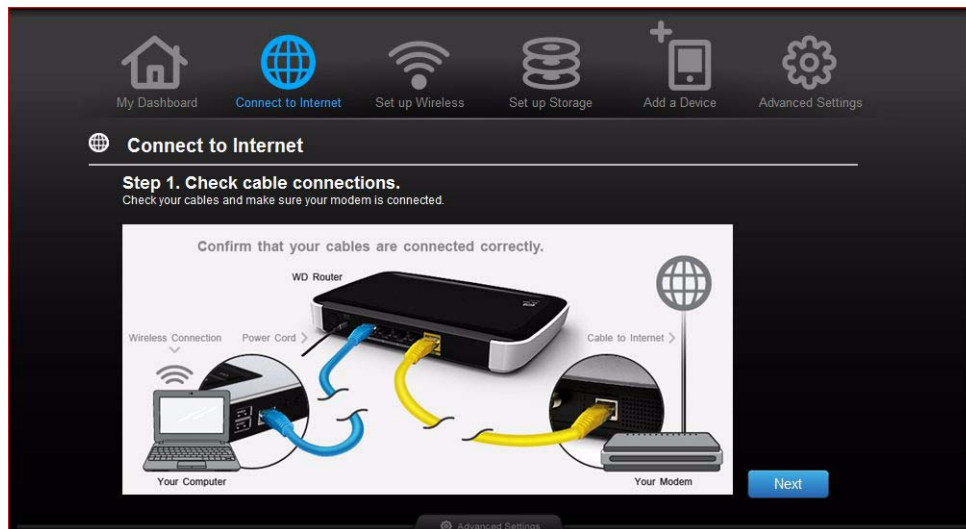 My Dashboard
Connect to Internet
Set up Wireless
Set up Storage
Add a Device
Advanced Settings
Connect to Internet
Step 1. Check cable connections.
Check your cables and make sure your modem is connected.
Confirm that your cables are connected correctly.
WD Router
Wireless Connection
Power Cord
Cable to Internet
Your Computer
Your Modem
Next
Advanced Settings